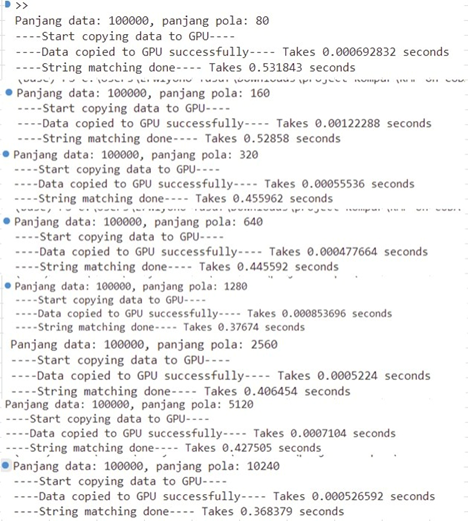 >>
Panjang data: 100000, panjang pola: 80
----Start copying data to GPU----
----Data copied to GPU successfully---- Takes 0.000692832 seconds
----String matching done---- Takes 0.531843 seconds
Panjang data: 100000, panjang pola: 160
----Start copying data to GPU----
----Data copied to GPU successfully---- Takes 0.00122288 seconds
----String matching done---- Takes 0.52858 seconds
Panjang data: 100000, panjang pola: 320
----Start copying data to GPU----
----Data copied to GPU successfully---- Takes 0.00055536 seconds
----String matching done---- Takes 0.455962 seconds
Panjang data: 100000, panjang pola: 640
----Start copying data to GPU----
----Data copied to GPU successfully---- Takes 0.000477664 seconds
----String matching done---- Takes 0.445592 seconds
Panjang data: 100000, panjang pola: 1280
----Start copying data to GPU----
----Data copied to GPU successfully---- Takes 0.000853696 seconds
----String matching done---- Takes 0.37674 seconds
Panjang data: 100000, panjang pola: 2560
----Start copying data to GPU----
----Data copied to GPU successfully---- Takes 0.0005224 seconds
----String matching done---- Takes 0.406454 seconds
Panjang data: 100000, panjang pola: 5120
----Start copying data to GPU----
----Data copied to GPU successfully---- Takes 0.0007104 seconds
----String matching done---- Takes 0.427505 seconds
Panjang data: 100000, panjang pola: 10240
----Start copying data to GPU----
----Data copied to GPU successfully---- Takes 0.000526592 seconds
----String matching done---- Takes 0.368379 seconds